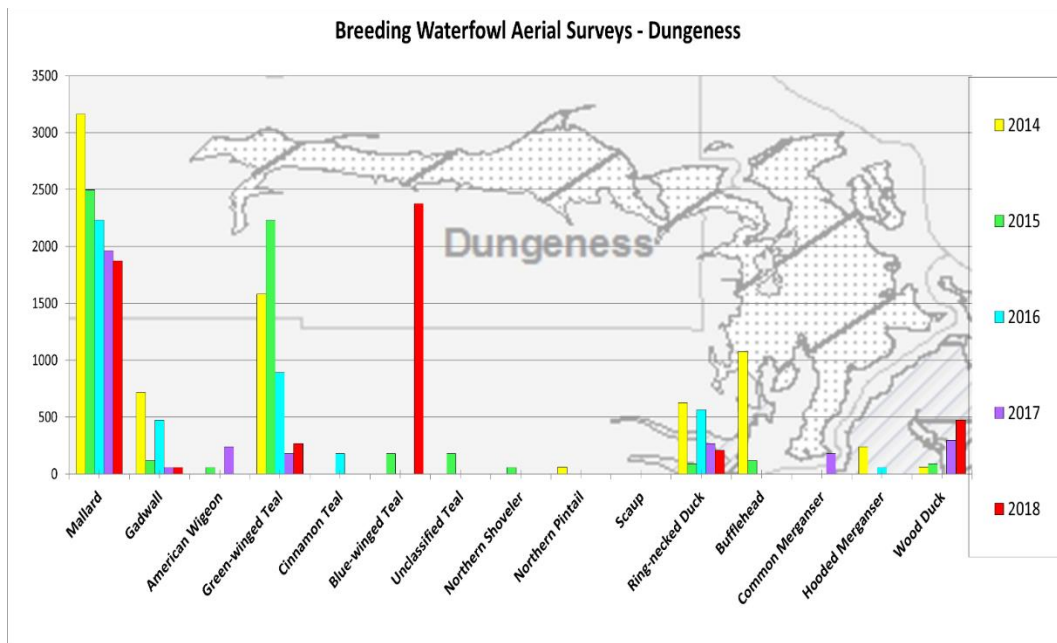 Breeding Waterfowl Aerial Surveys - Dungeness
3500
3000
2500
2000
1500
1000
500
0
Dungeness
Mallard
Gadwall
American Wigeon
Green-winged Teal
Cinnamon Teal
Blue-winged Teal
Unclassified Teal
Northern Shoveler
Northern Pintail
Scaup
Ring-necked Duck
Bufflehead
Common Merganser
Hooded Merganser
Wood Duck
2014
2015
2016
2017
2018